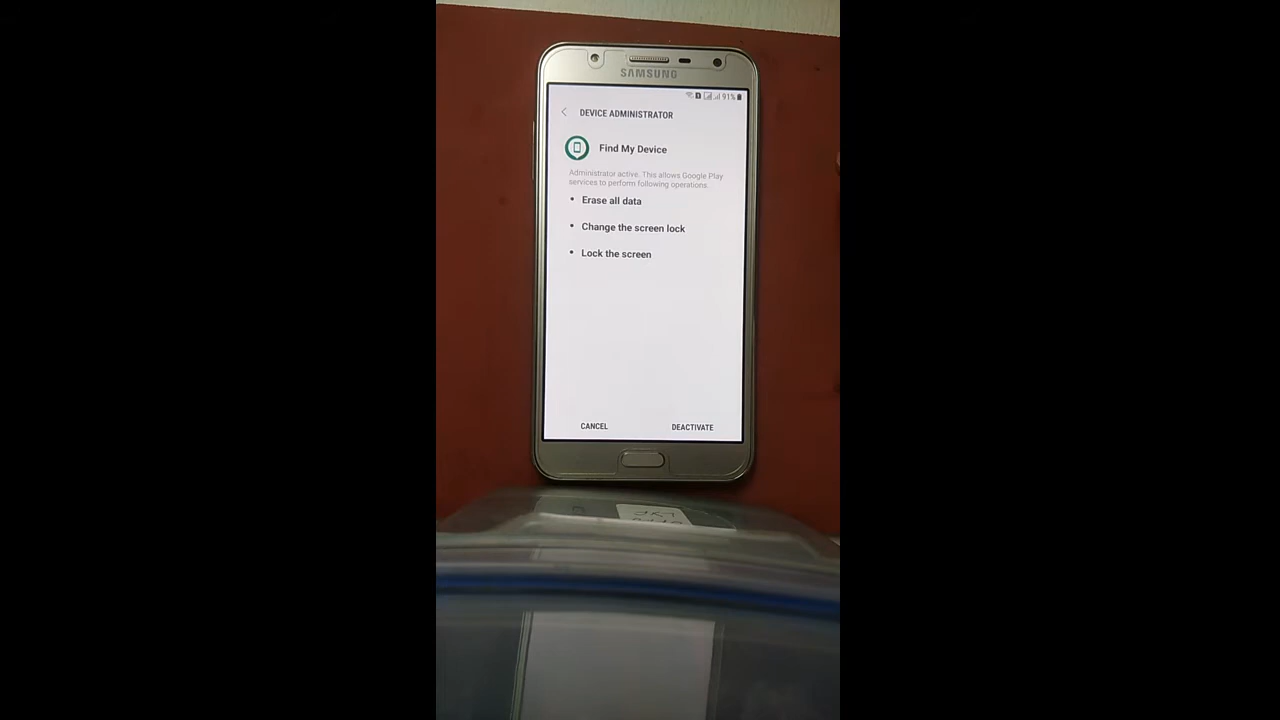 SAMSUNG
91%
DEVICE ADMINISTRATOR
Find My Device
Administrator active. This allows Google Play
services to perform following operations.
• Erase all data
• Change the screen lock
• Lock the screen
CANCEL DEACTIVATE